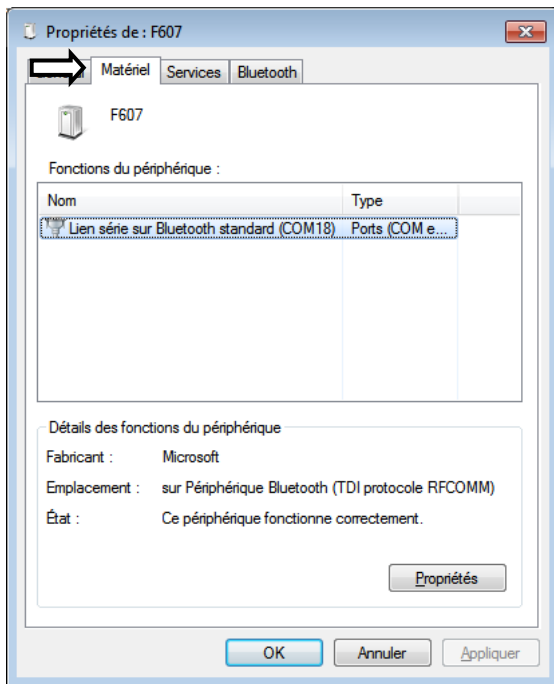 Propriétés de : F607
Matériel Services Bluetooth
F607
Fonctions du périphérique :
Nom Type
Lien série sur Bluetooth standard (COM18) Ports (COM e...
Détails des fonctions du périphérique
Fabricant : Microsoft
Emplacement : sur Périphérique Bluetooth (TDI protocole RFCOMM)
État : Ce périphérique fonctionne correctement.
Propriétés
OK Annuler Appliquer